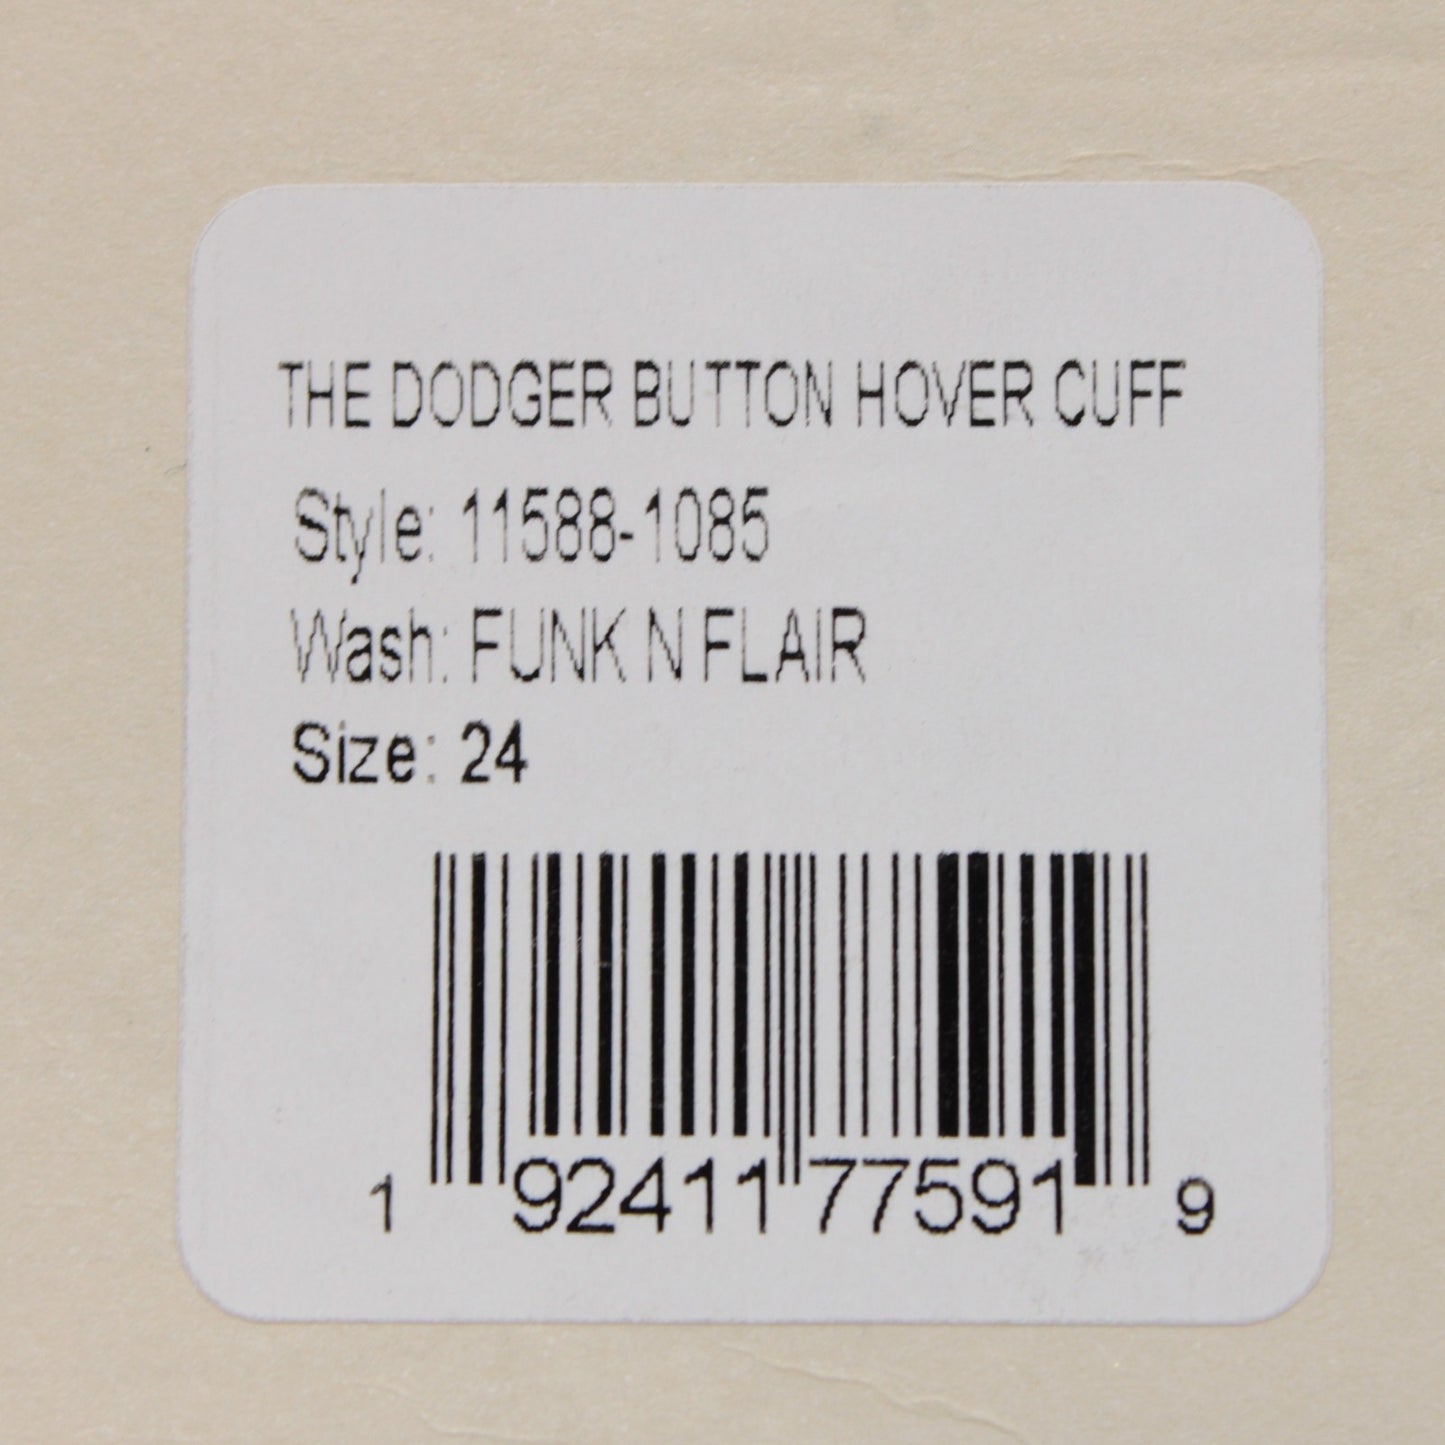 THE DODGER BUTTON HOVER CUFF
Style: 11588-1085
Wash: FUNK N FLAIR
Size: 24
1 92411 77591 9